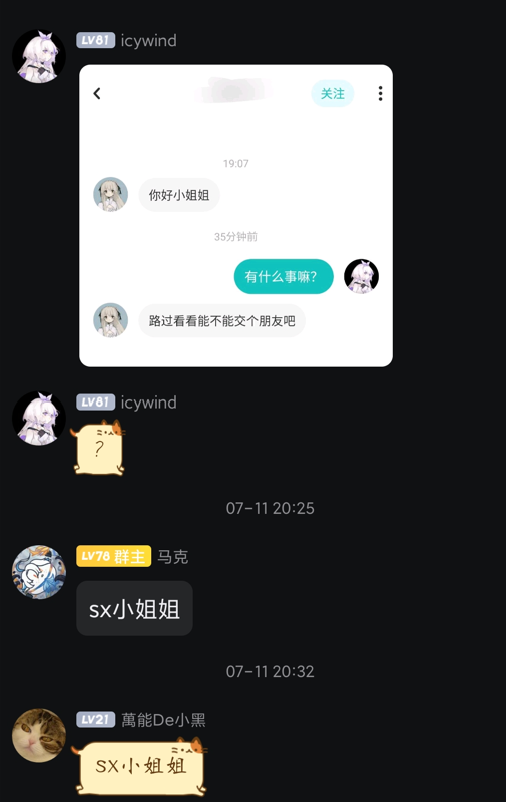 LV81 icywind
关注
19:07
你好小姐姐
35分钟前
有什么事嘛？
路过看看能不能交个朋友吧
LV81 icywind
？
07-11 20:25
LV78 群主 马克
sx小姐姐
07-11 20:32
LV21 萬能De小黑
sx小姐姐